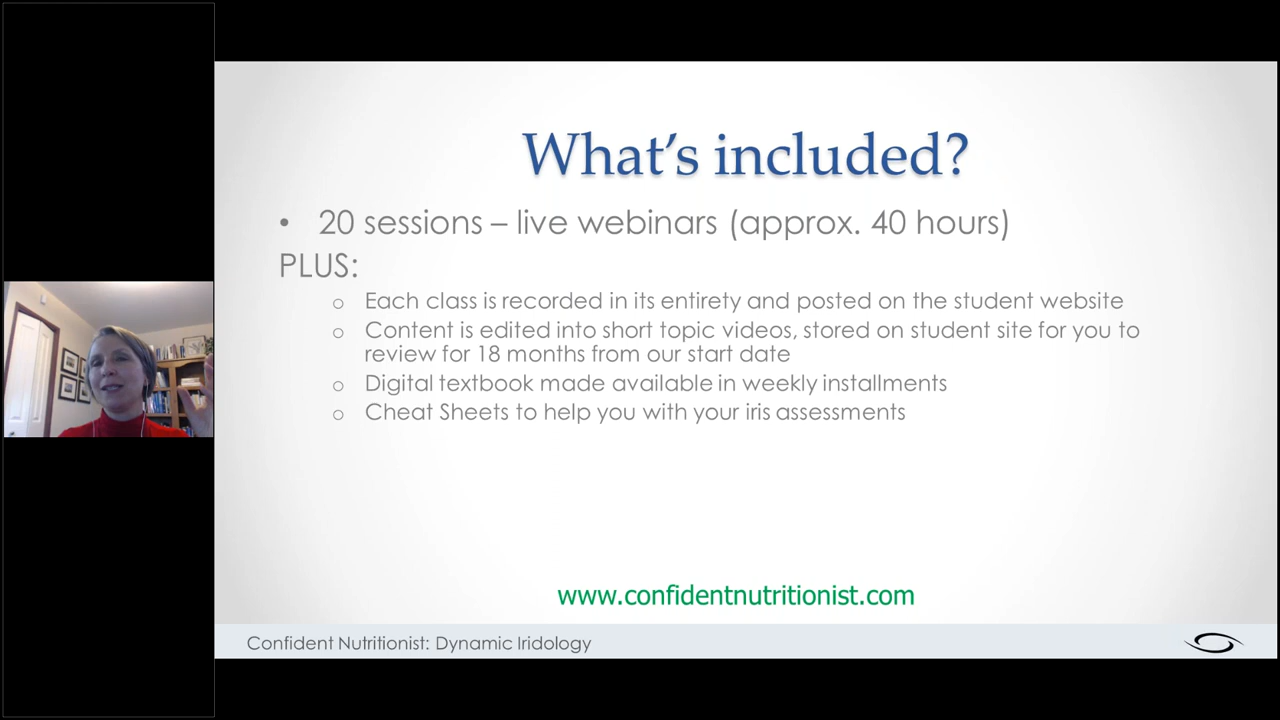 What's included?
• 20 sessions – live webinars (approx. 40 hours)
PLUS:
o Each class is recorded in its entirety and posted on the student website
o Content is edited into short topic videos, stored on student site for you to
review for 18 months from our start date
o Digital textbook made available in weekly installments
o Cheat Sheets to help you with your iris assessments
www.confidentnutritionist.com
Confident Nutritionist: Dynamic Iridology